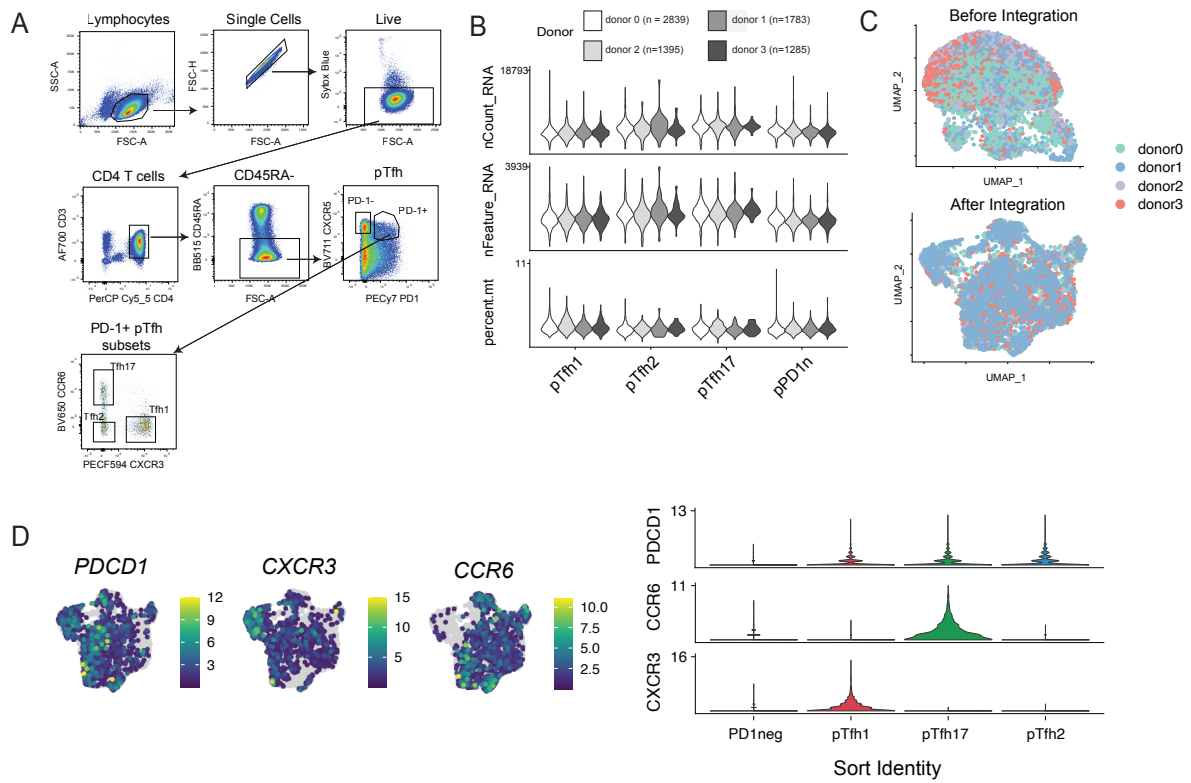 A
Lymphocytes
Single Cells
Live
SSC-A
FSC-A
FSC-H
FSC-A
Sytox Blue
FSC-A
CD4 T cells
CD45RA-
pTfh
AF700 CD3
PerCP Cy5_5 CD4
BB515 CD45RA
FSC-A
BV711 CXCR5
PD-1-
PD-1+
PECy7 PD1
PD-1+ pTfh
subsets
BV650 CCR6
Tfh17
Tfh2
Tfh1
PECF594 CXCR3
B
Donor
donor 0 (n = 2839)
donor 1 (n=1783)
donor 2 (n=1395)
donor 3 (n=1285)
18793
nCount_RNA
3939
nFeature_RNA
11
percent.mt
pTfh1
pTfh2
pTfh17
pPD1n
C
Before Integration
UMAP_2
UMAP_1
After Integration
UMAP_2
UMAP_1
donor0
donor1
donor2
donor3
D
PDCD1
12
9
6
3
CXCR3
15
10
5
CCR6
10.0
7.5
5.0
2.5
13
PDCD1
11
CCR6
16
CXCR3
PD1neg
pTfh1
pTfh17
pTfh2
Sort Identity